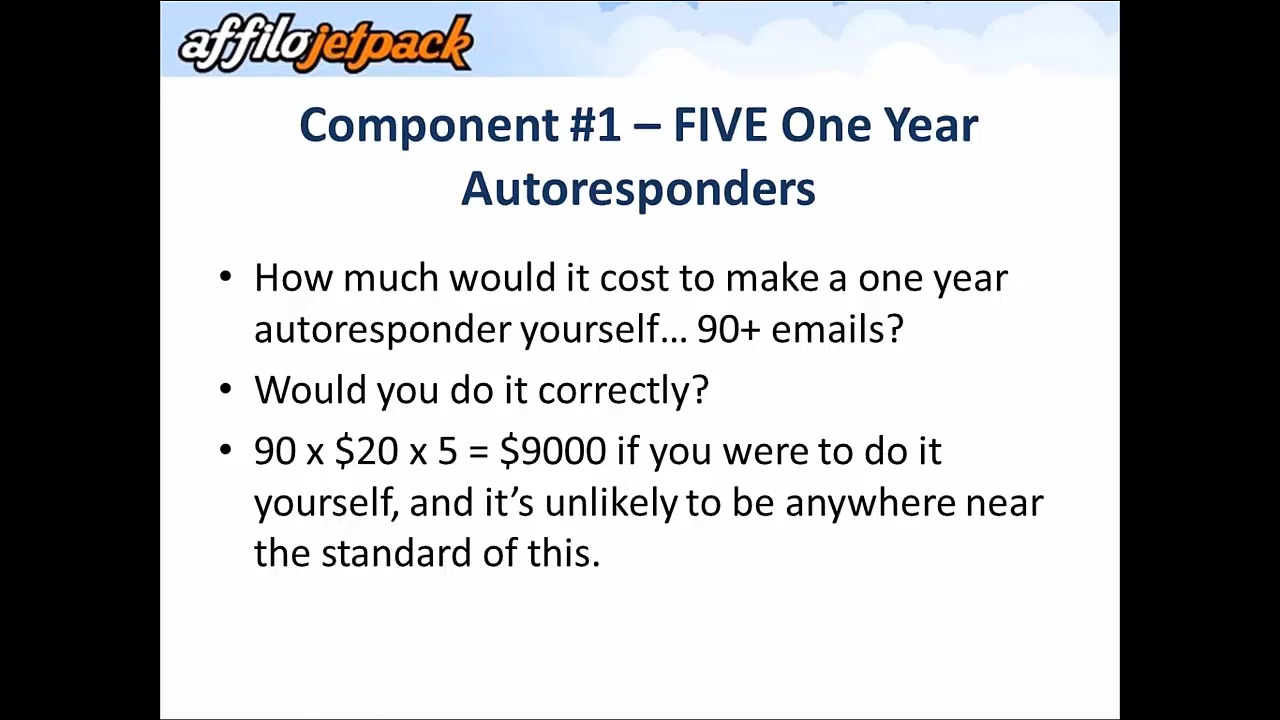 affilojetpack
Component #1 – FIVE One Year
Autoresponders
• How much would it cost to make a one year
autoresponder yourself... 90+ emails?
• Would you do it correctly?
• 90 x $20 x 5 = $9000 if you were to do it
yourself, and it’s unlikely to be anywhere near
the standard of this.